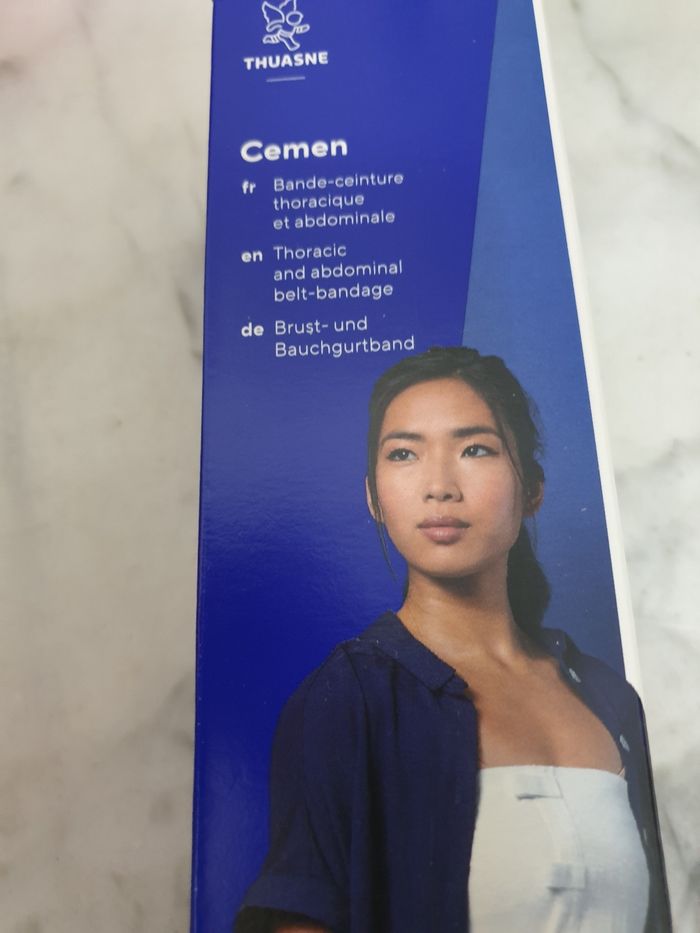 THUASNE
Cemen
fr Bande-ceinture
thoracique
et abdominale
en Thoracic
and abdominal
belt-bandage
de Brust- und
Bauchgurtband